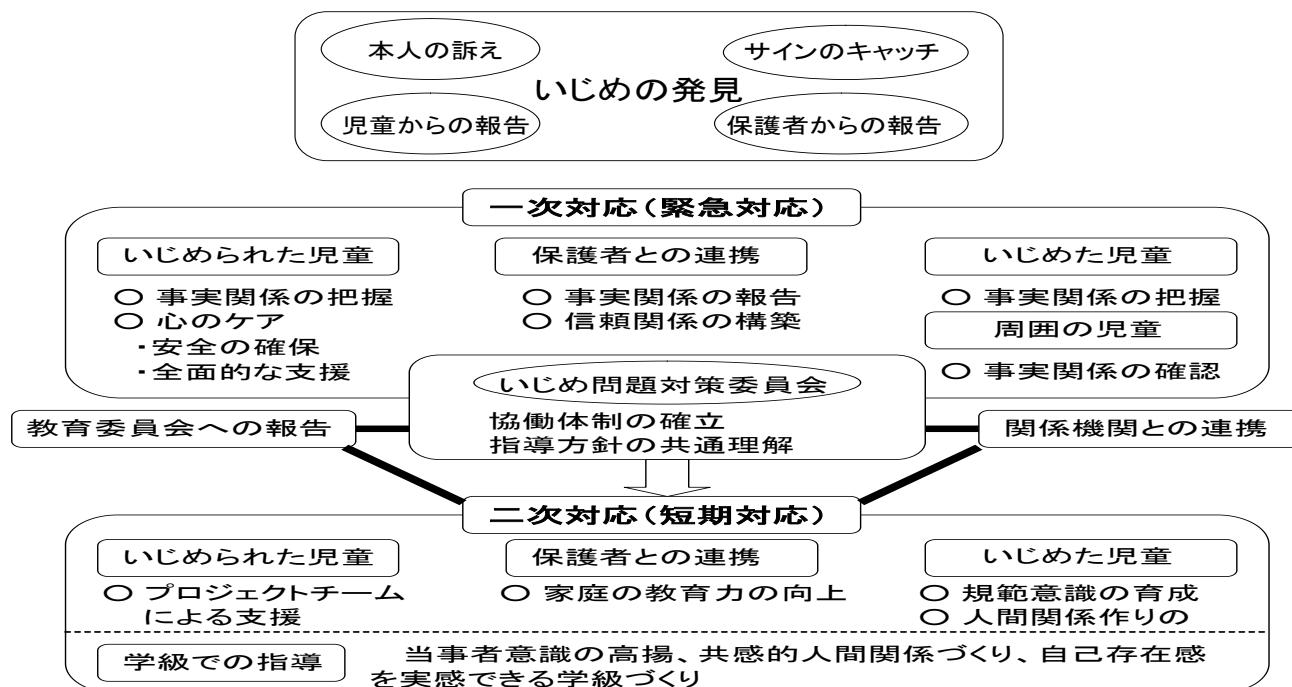 本人の訴え
サインのキャッチ
いじめの発見
児童からの報告
保護者からの報告
一次対応(緊急対応)
いじめられた児童
○ 事実関係の把握
○ 心のケア
・安全の確保
・全面的な支援
保護者との連携
○ 事実関係の報告
○ 信頼関係の構築
いじめた児童
○ 事実関係の把握
周囲の児童
○ 事実関係の確認
いじめ問題対策委員会
協働体制の確立
指導方針の共通理解
教育委員会への報告
関係機関との連携
二次対応(短期対応)
いじめられた児童
○ プロジェクトチーム
による支援
保護者との連携
○ 家庭の教育力の向上
いじめた児童
○ 規範意識の育成
○ 人間関係作りの
学級での指導
当事者意識の高揚、共感的人間関係づくり、自己存在感
を実感できる学級づくり